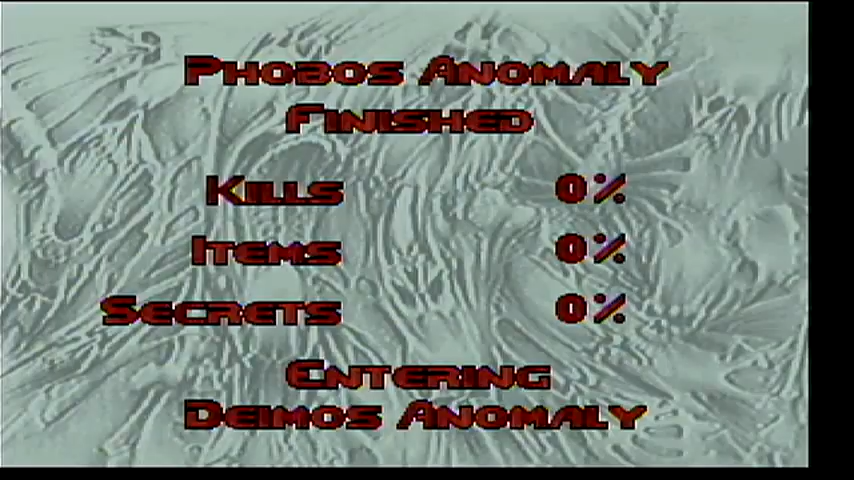 Phobos Anomaly
Finished
Kills 0%
Items 0%
Secrets 0%
Entering
Deimos Anomaly